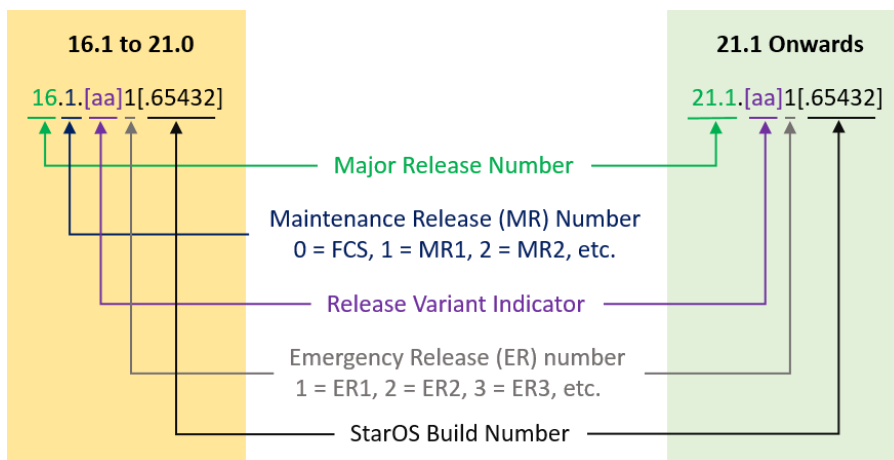 16.1 to 21.0
21.1 Onwards
16.1.[aa]1[.65432]
21.1.[aa]1[.65432]
Major Release Number
Maintenance Release (MR) Number
0 = FCS, 1 = MR1, 2 = MR2, etc.
Release Variant Indicator
Emergency Release (ER) number
1 = ER1, 2 = ER2, 3 = ER3, etc.
StarOS Build Number